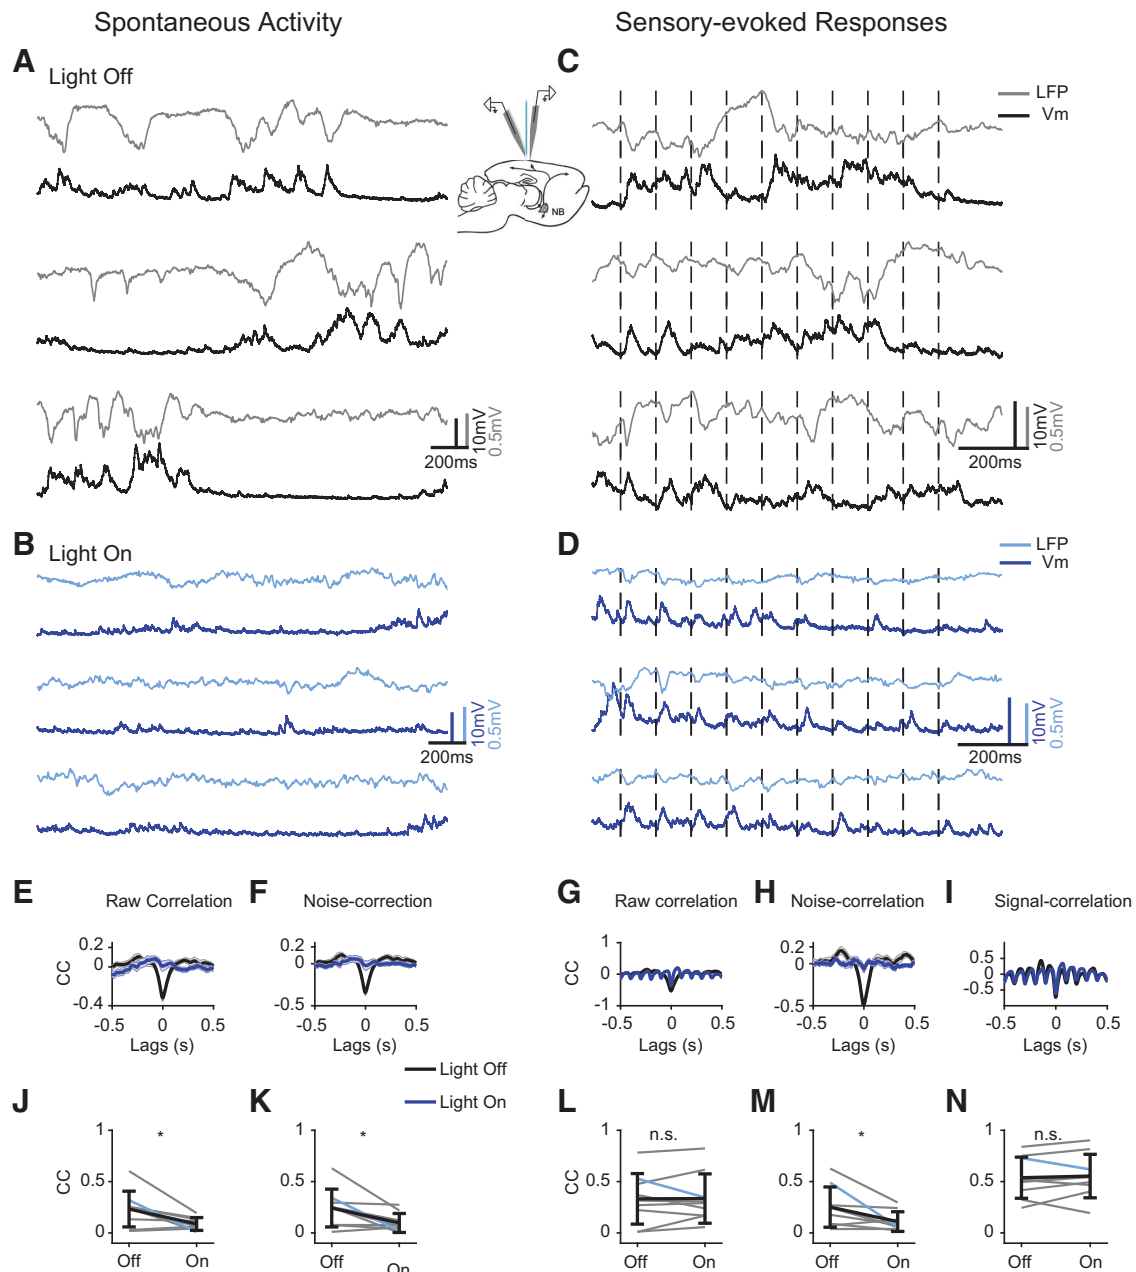 Spontaneous Activity
Sensory-evoked Responses
A
Light Off
C
LFP
Vm
NB
10mV
0.5mV
200ms
10mV
0.5mV
200ms
B
Light On
D
LFP
Vm
10mV
0.5mV
200ms
10mV
0.5mV
200ms
E
Raw Correlation
F
Noise-correction
G
Raw correlation
H
Noise-correlation
I
Signal-correlation
CC
0.2
0
-0.4
-0.5 0 0.5
Lags (s)
0.2
0
-0.5
-0.5 0 0.5
Lags (s)
CC
1
0
-1
-0.5 0 0.5
Lags (s)
0.2
0
-0.5
-0.5 0 0.5
Lags (s)
0.5
-0.5
-0.5 0 0.5
Lags (s)
Light Off
Light On
J
CC
1
0.5
0
*
Off On
K
1
0.5
0
*
Off On
L
CC
1
0.5
0
n.s.
Off On
M
1
0.5
0
*
Off On
N
1
0.5
0
n.s.
Off On